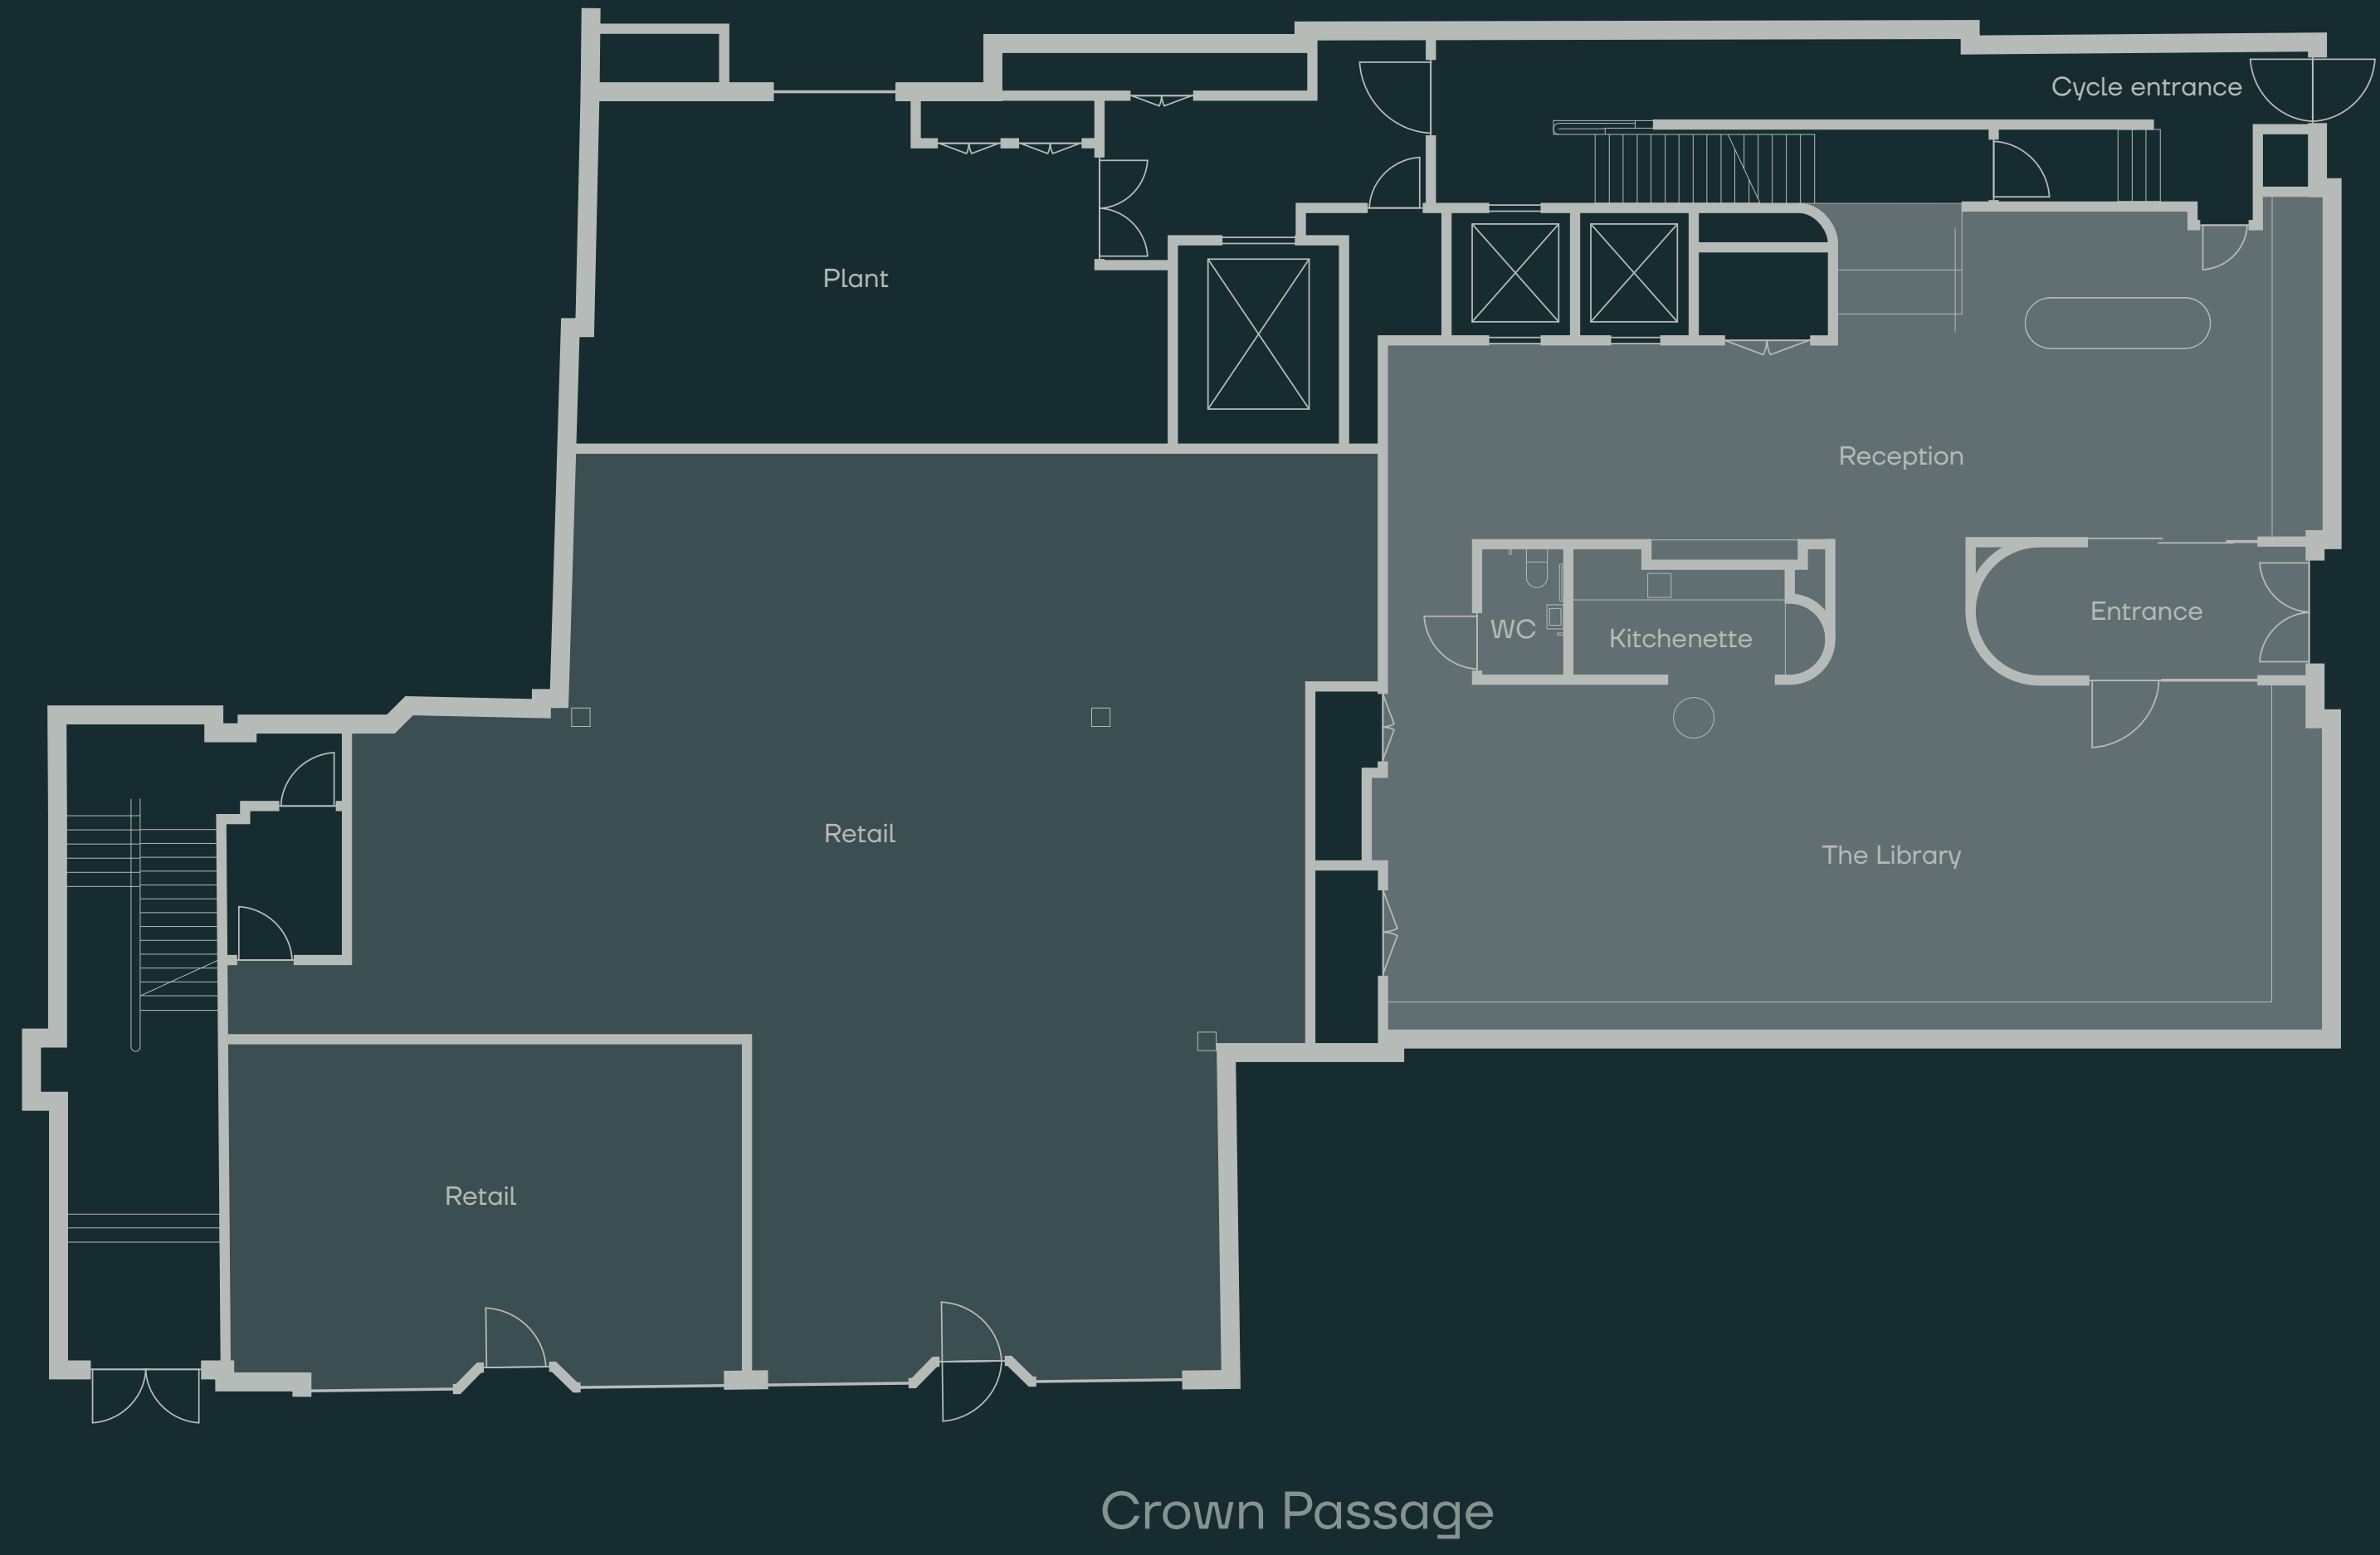 Cycle entrance
Plant
Reception
Entrance
WC
Kitchenette
Retail
The Library
Retail
Crown Passage